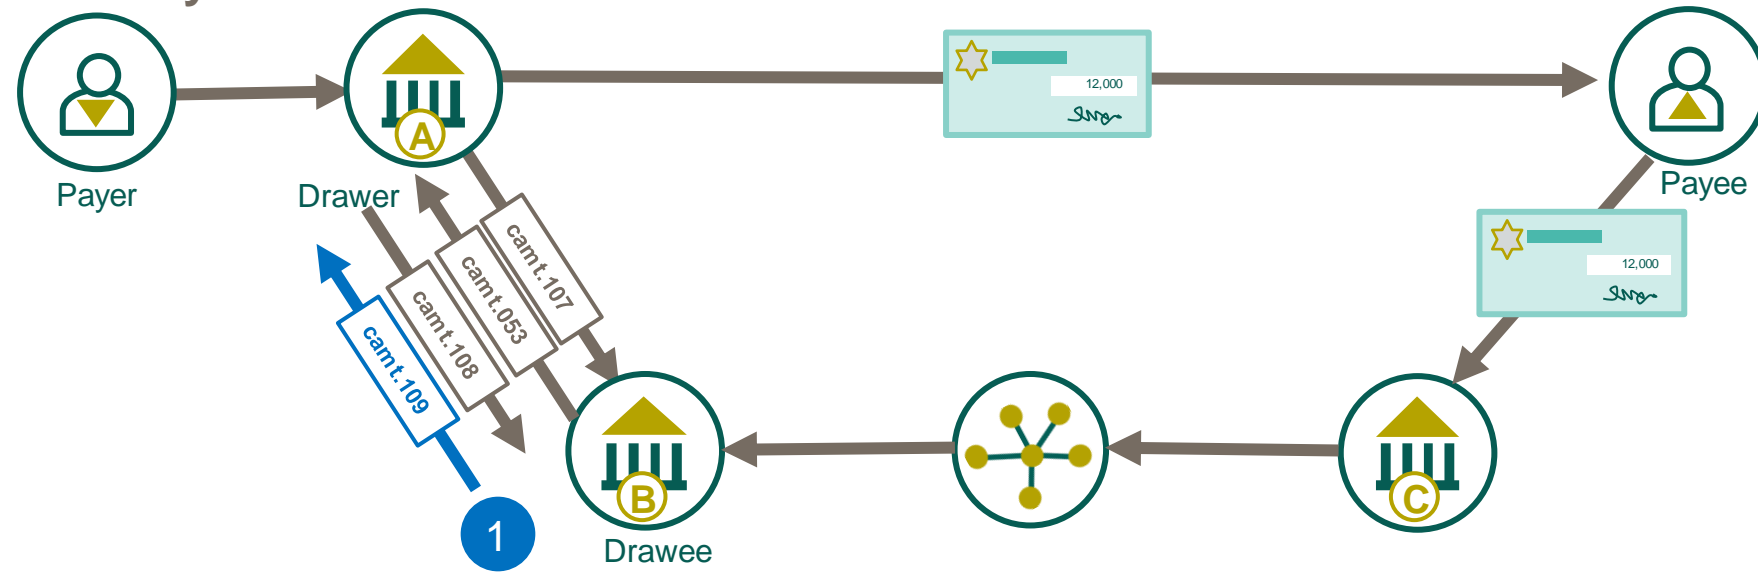 12,000
A
Payer
Drawer
Payee
camt.107
camt.053
camt.108
camt.109
12,000
B
C
1
Drawee